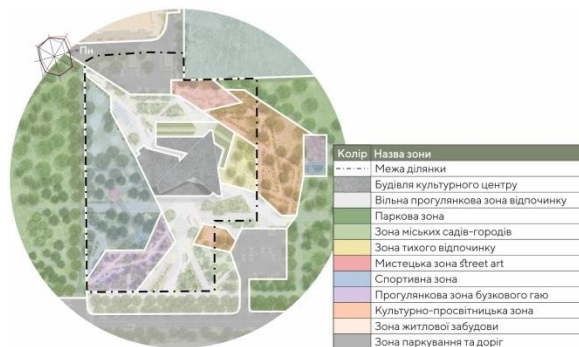 Пн
Колір Назва зони
Межа ділянки
Будівля культурного центру
Вільна прогулянкова зона відпочинку
Паркова зона
Зона міських садів-городів
Зона тихого відпочинку
Мистецька зона street art
Спортивна зона
Прогулянкова зона бузкового гаю
Культурно-просвітницька зона
Зона житлової забудови
Зона паркування та доріг